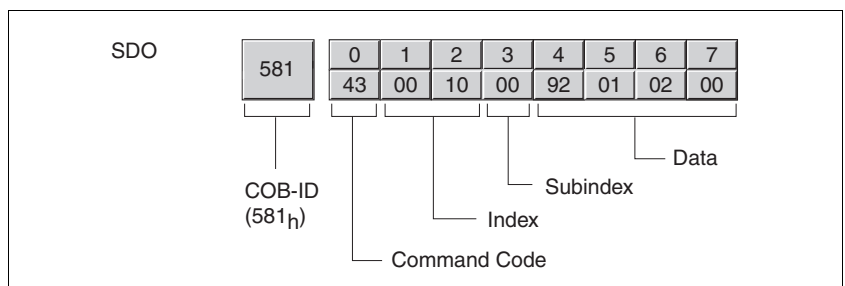 SDO
581
0 1 2 3 4 5 6 7
43 00 10 00 92 01 02 00
Data
Subindex
COB-ID
(581h)
Index
Command Code